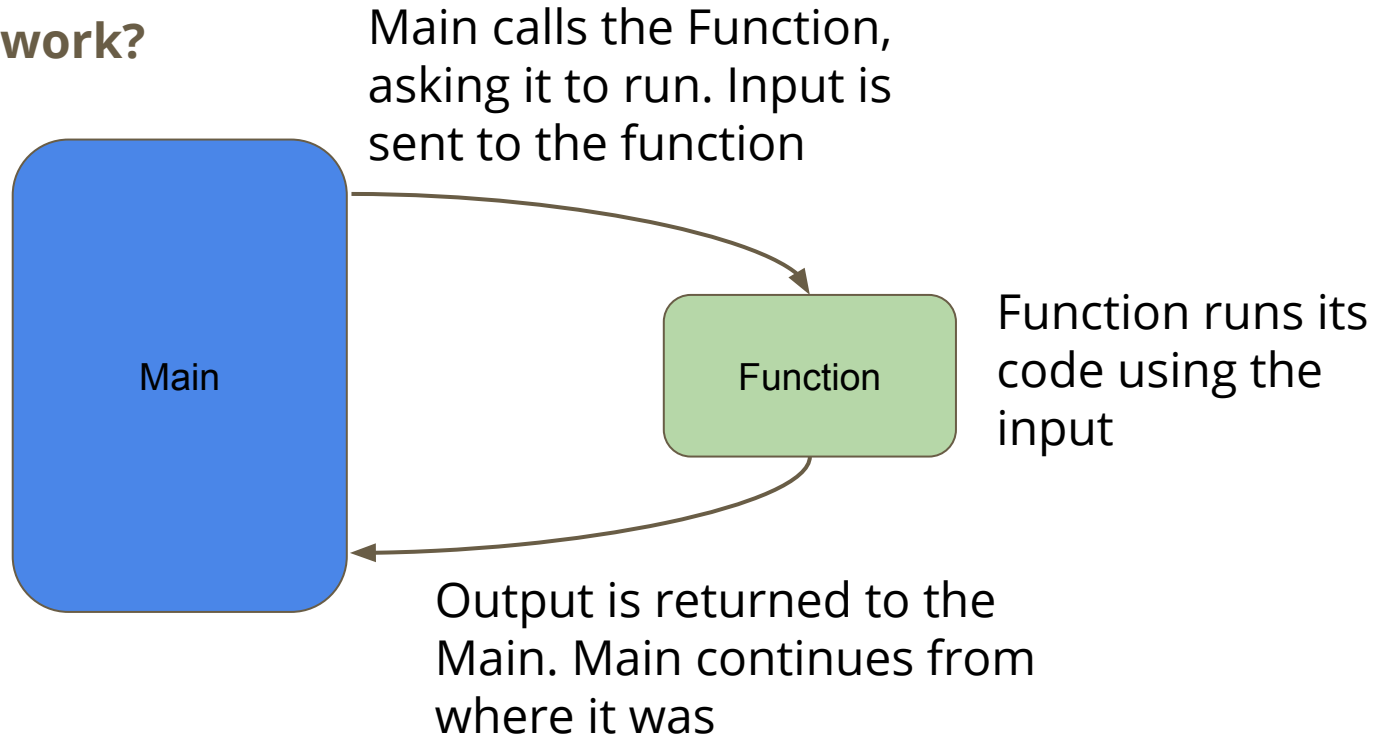 work?
Main calls the Function,
asking it to run. Input is
sent to the function
Main
Function
Function runs its
code using the
input
Output is returned to the
Main. Main continues from
where it was